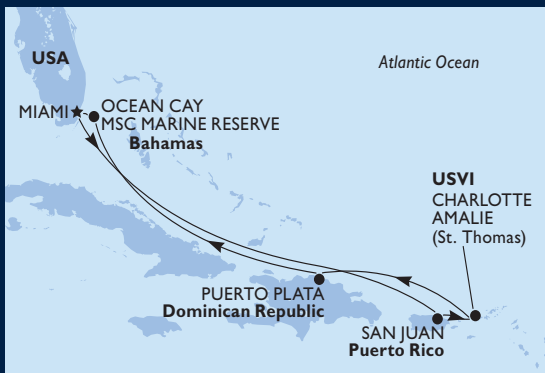 USA
Atlantic Ocean
MIAMI
OCEAN CAY
MSC MARINE RESERVE
Bahamas
USVI
CHARLOTTE
AMALIE
(St. Thomas)
PUERTO PLATA
Dominican Republic
SAN JUAN
Puerto Rico